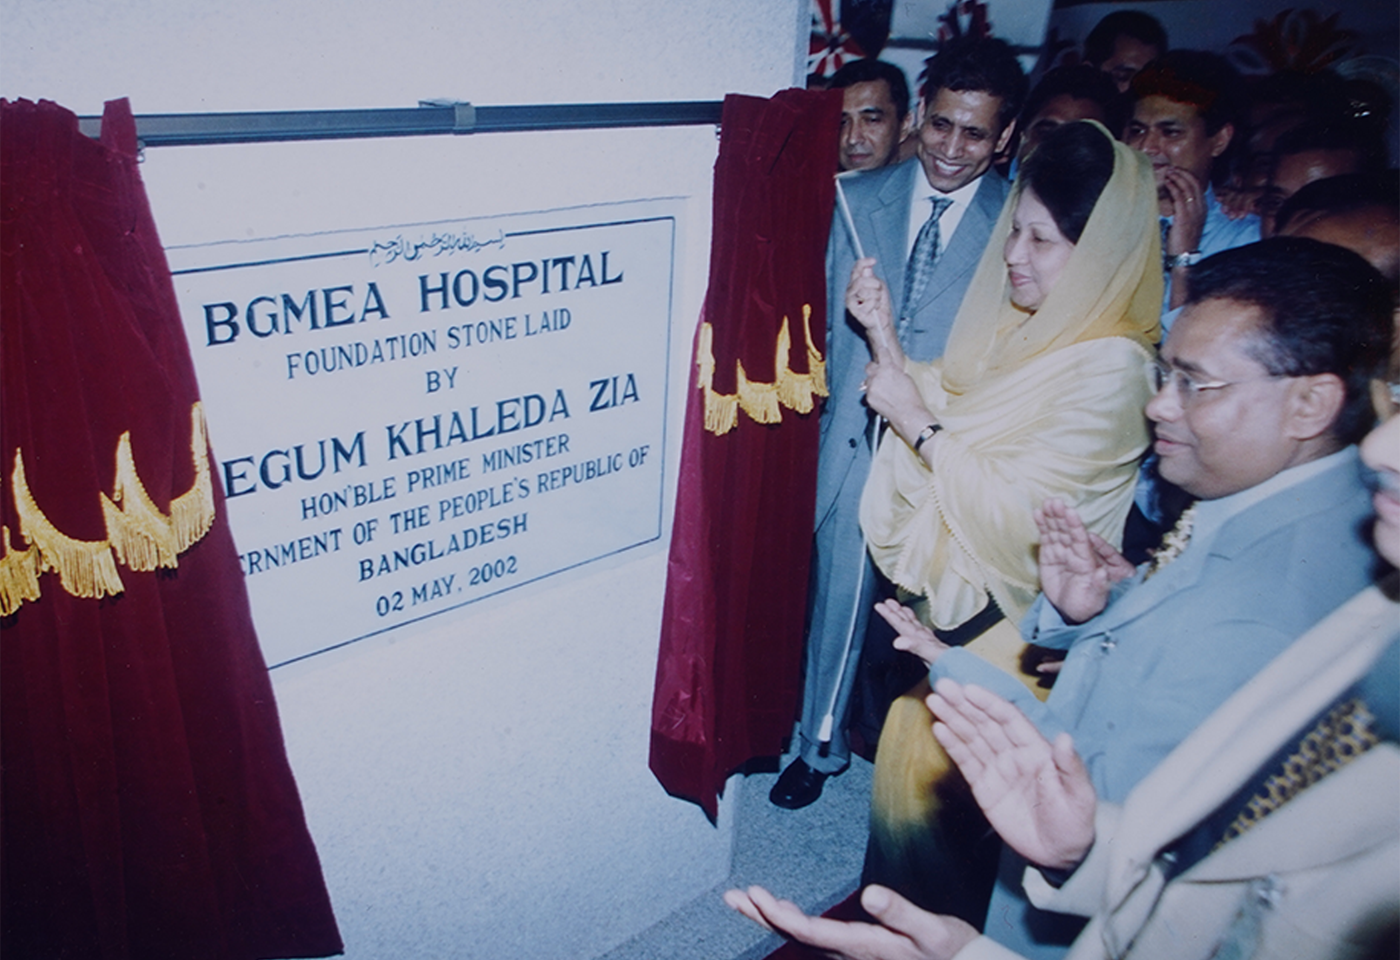 بسم الله الرحمن الرحيم
BGMEA HOSPITAL
FOUNDATION STONE LAID
BY
EGUM KHALEDA ZIA
HON'BLE PRIME MINISTER
ERNMENT OF THE PEOPLE'S REPUBLIC OF
BANGLADESH
02 MAY, 2002